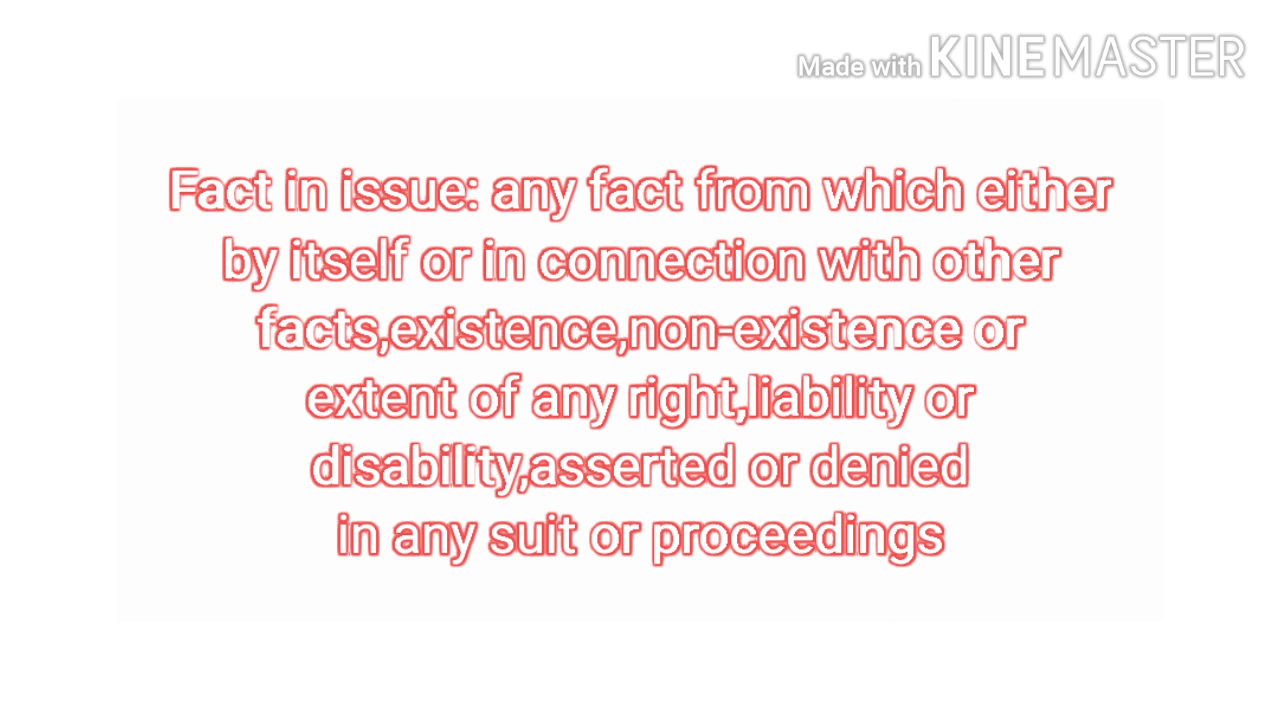 Made with KINEMASTER
Fact in issue: any fact from which either
by itself or in connection with other
facts,existence,non-existence or
extent of any right,liability or
disability,asserted or denied
in any suit or proceedings